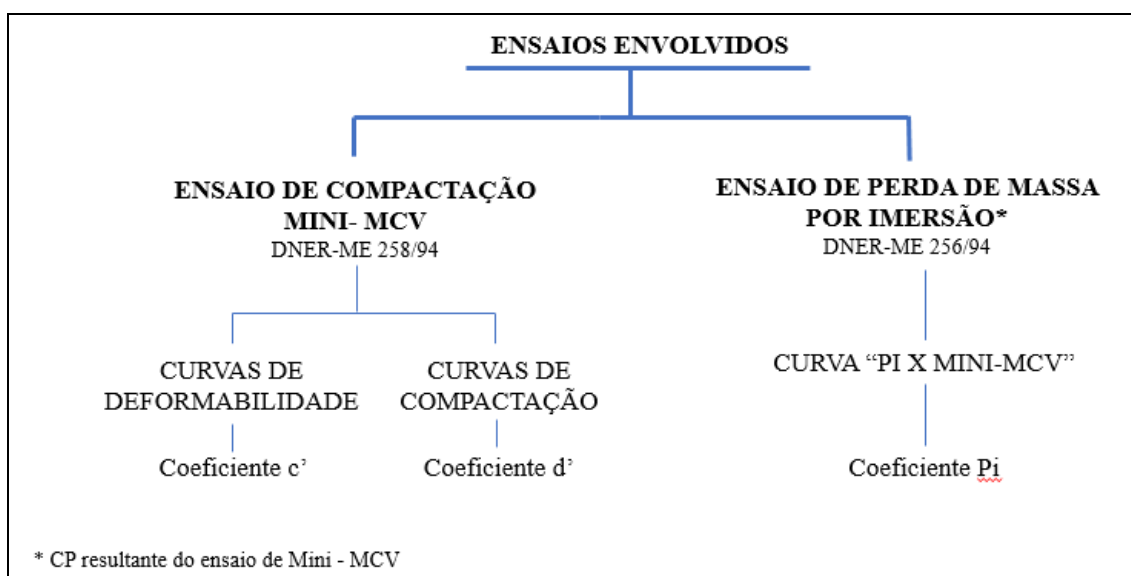 ENSAIOS ENVOLVIDOS
ENSAIO DE COMPACTAÇÃO
MINI- MCV
DNER-ME 258/94
ENSAIO DE PERDA DE MASSA
POR IMERSÃO*
DNER-ME 256/94
CURVAS DE
DEFORMABILIDADE
CURVAS DE
COMPACTAÇÃO
CURVA “PI X MINI-MCV”
Coeficiente c’
Coeficiente d’
Coeficiente Pi
* CP resultante do ensaio de Mini - MCV